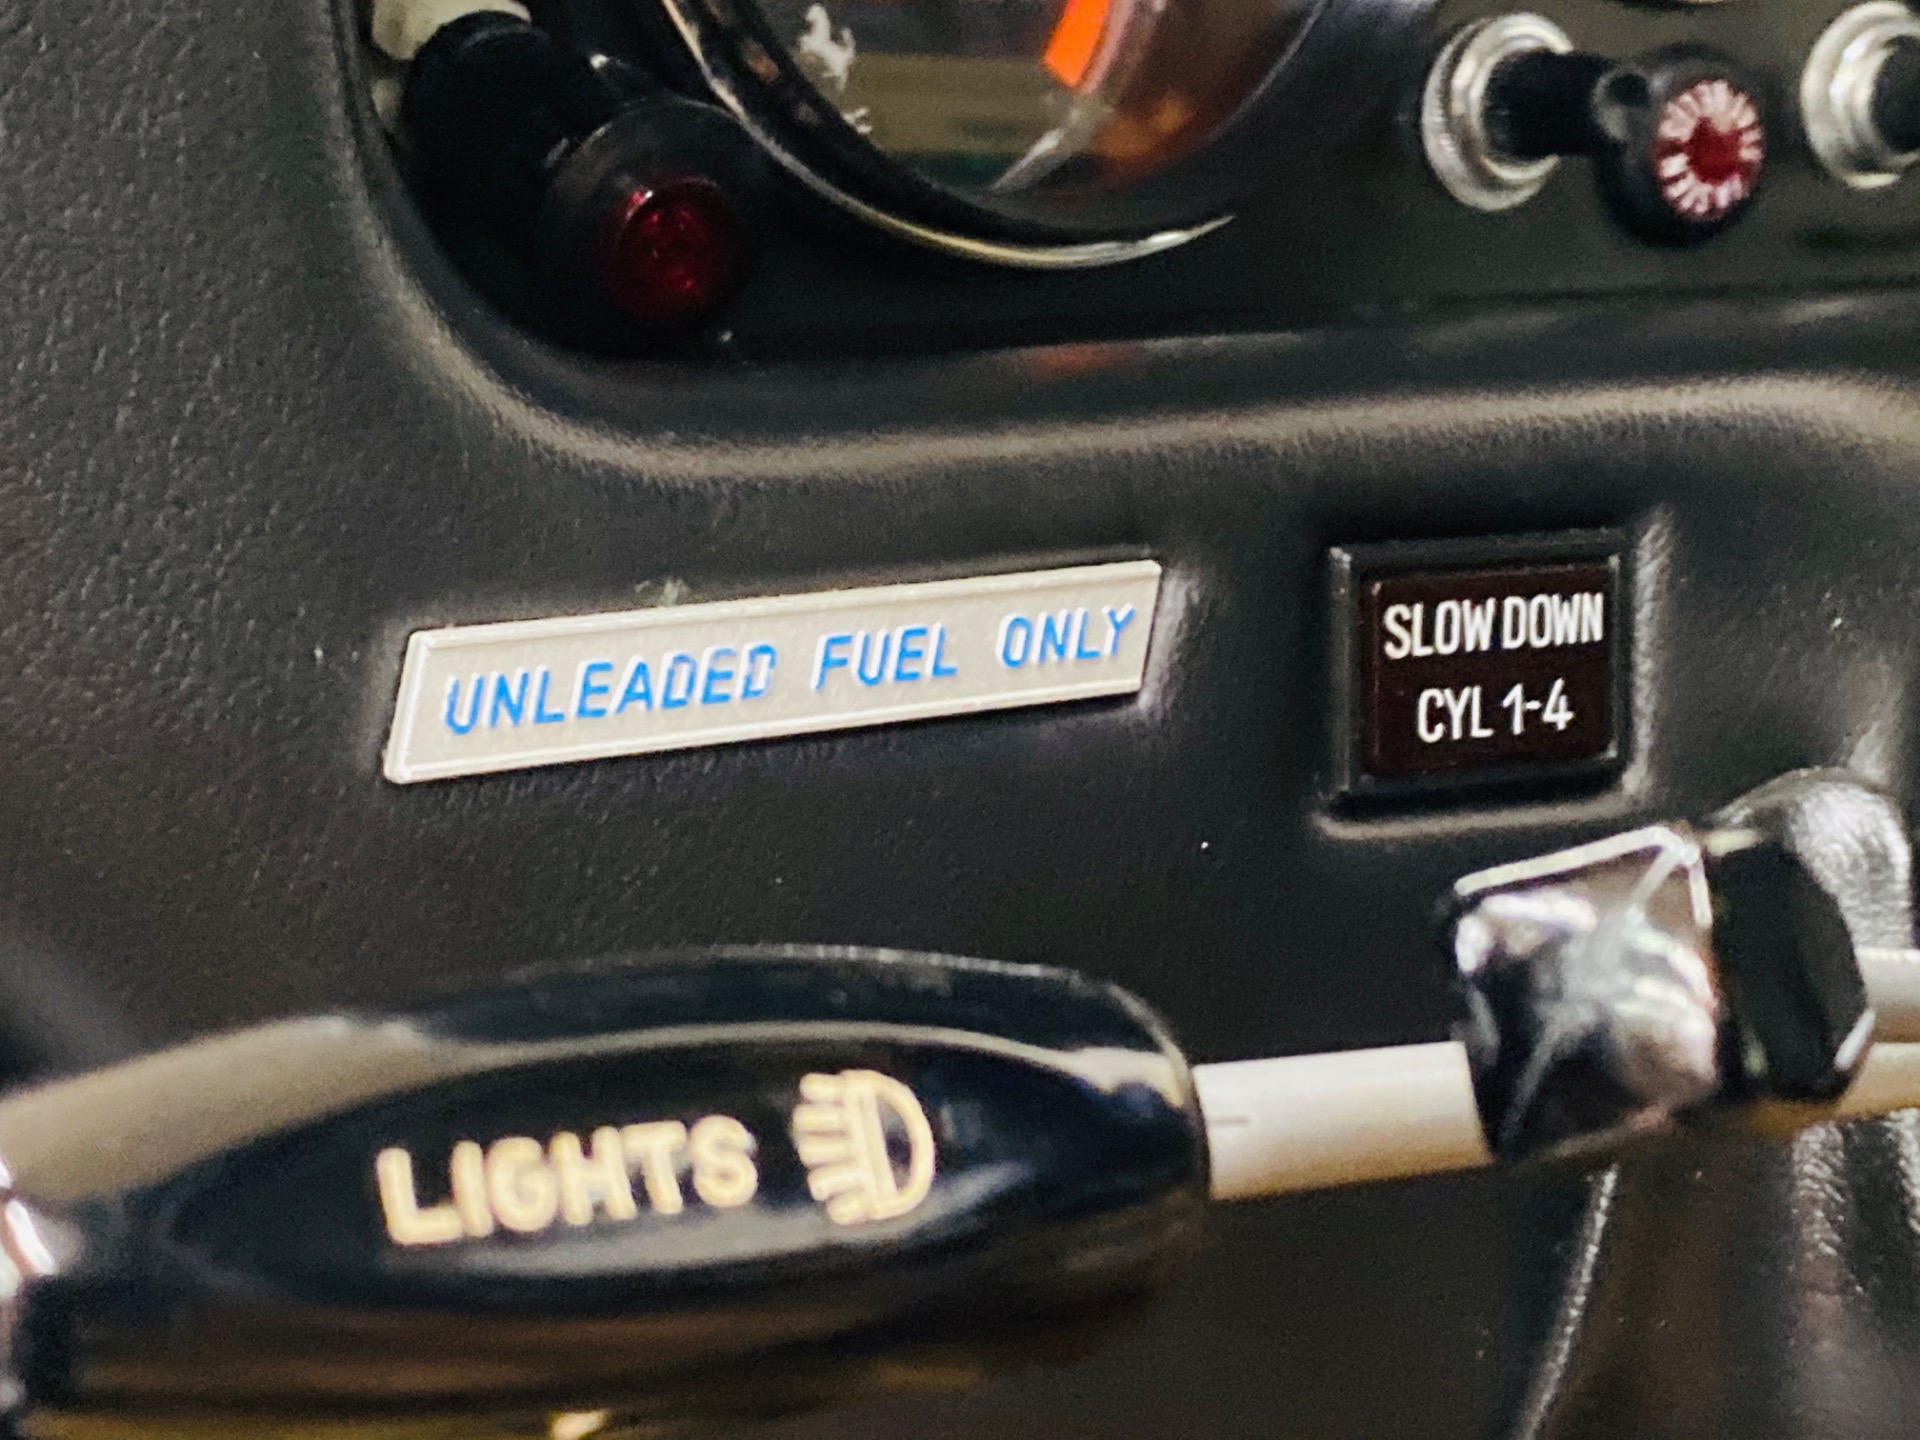 UNLEADED FUEL ONLY
SLOW DOWN
CYL 1-4
LIGHTS